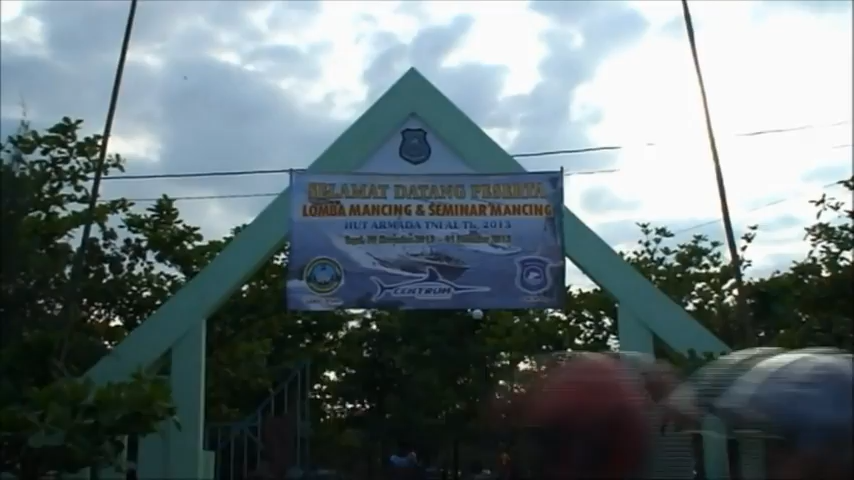 SELAMAT DATANG PESERTA
LOMBA MANCING & SEMINAR MANCING
HUT ARMADA TNI AL Th. 2013
CENTRUM